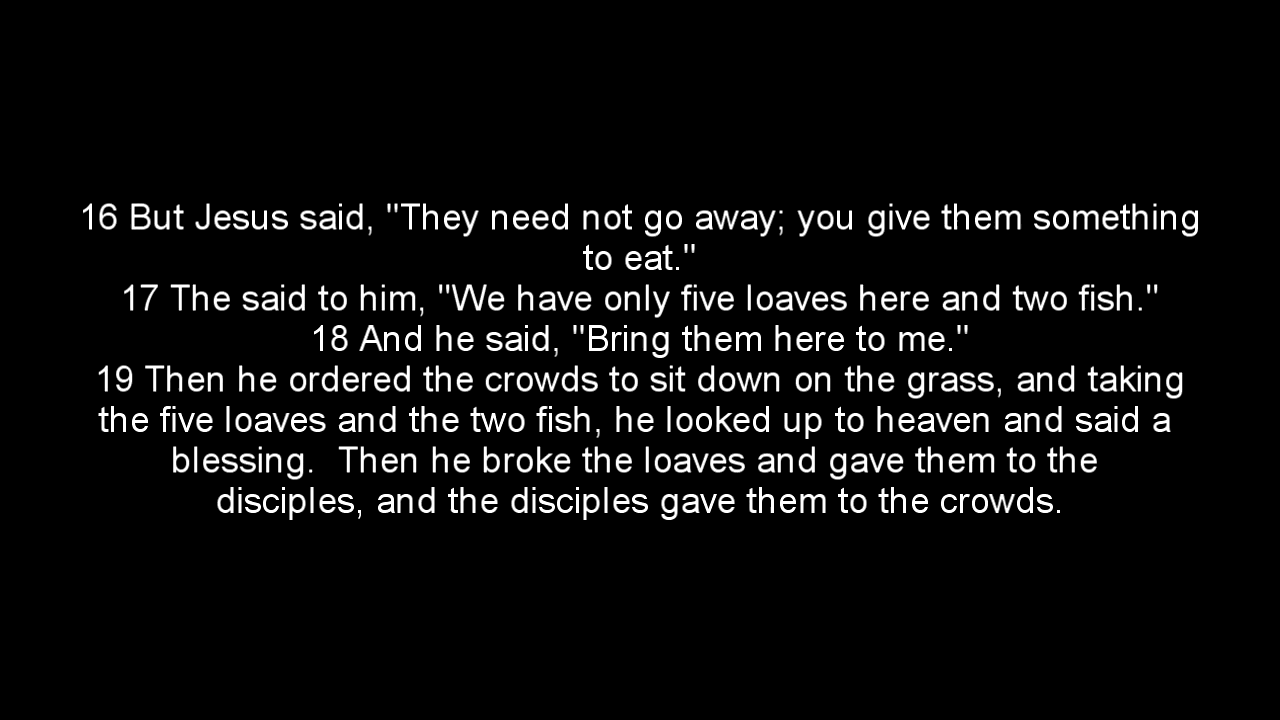 16 But Jesus said, "They need not go away; you give them something
to eat."
17 The said to him, "We have only five loaves here and two fish."
18 And he said, "Bring them here to me."
19 Then he ordered the crowds to sit down on the grass, and taking
the five loaves and the two fish, he looked up to heaven and said a
blessing.  Then he broke the loaves and gave them to the
disciples, and the disciples gave them to the crowds.